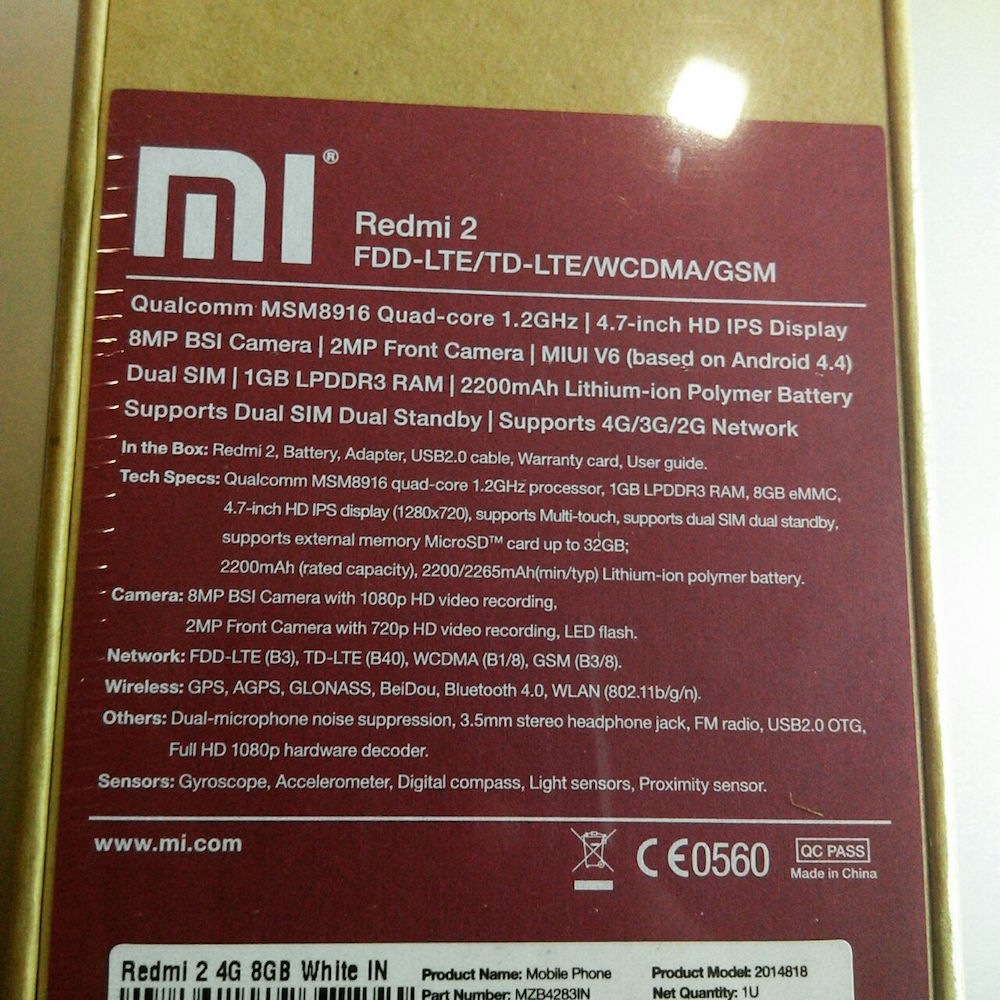 mi®
Redmi 2
FDD-LTE/TD-LTE/WCDMA/GSM
Qualcomm MSM8916 Quad-core 1.2GHz | 4.7-inch HD IPS Display
8MP BSI Camera | 2MP Front Camera | MIUI V6 (based on Android 4.4)
Dual SIM | 1GB LPDDR3 RAM | 2200mAh Lithium-ion Polymer Battery
Supports Dual SIM Dual Standby | Supports 4G/3G/2G Network
In the Box: Redmi 2, Battery, Adapter, USB2.0 cable, Warranty card, User guide.
Tech Specs: Qualcomm MSM8916 quad-core 1.2GHz processor, 1GB LPDDR3 RAM, 8GB eMMC,
4.7-inch HD IPS display (1280x720), supports Multi-touch, supports dual SIM dual standby,
supports external memory MicroSD™ card up to 32GB;
2200mAh (rated capacity), 2200/2265mAh(min/typ) Lithium-ion polymer battery.
Camera: 8MP BSI Camera with 1080p HD video recording,
2MP Front Camera with 720p HD video recording, LED flash.
Network: FDD-LTE (B3), TD-LTE (B40), WCDMA (B1/8), GSM (B3/8).
Wireless: GPS, AGPS, GLONASS, BeiDou, Bluetooth 4.0, WLAN (802.11b/g/n).
Others: Dual-microphone noise suppression, 3.5mm stereo headphone jack, FM radio, USB2.0 OTG,
Full HD 1080p hardware decoder.
Sensors: Gyroscope, Accelerometer, Digital compass, Light sensors, Proximity sensor.
www.mi.com
CE0560
QC PASS
Made in China
Redmi 2 4G 8GB White IN
Product Name: Mobile Phone
Product Model: 2014818
Part Number: MZB4283IN
Net Quantity: 1U